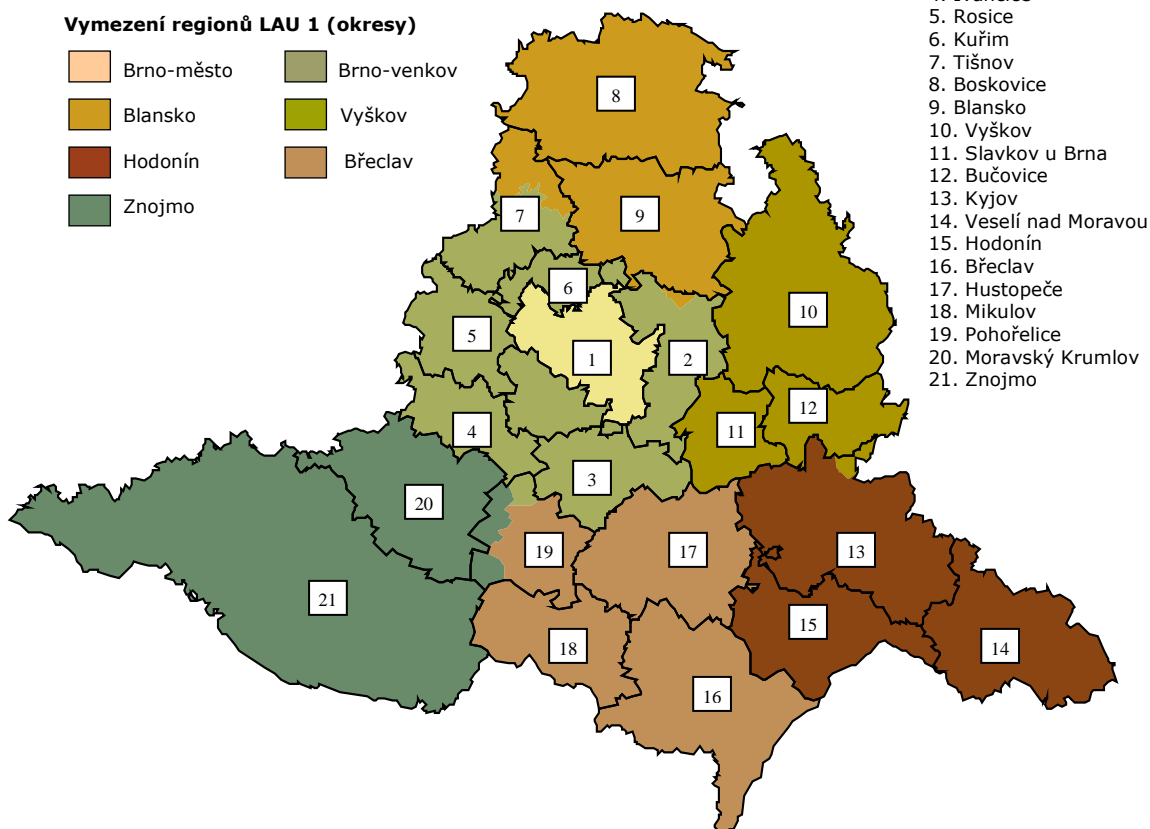 Vymezení regionů LAU 1 (okresy)
Brno-město
Brno-venkov
Blansko
Vyškov
Hodonín
Břeclav
Znojmo
5. Rosice
6. Kuřim
7. Tišnov
8. Boskovice
9. Blansko
10. Vyškov
11. Slavkov u Brna
12. Bučovice
13. Kyjov
14. Veselí nad Moravou
15. Hodonín
16. Břeclav
17. Hustopeče
18. Mikulov
19. Pohořelice
20. Moravský Krumlov
21. Znojmo
8
7
9
6
10
5
1
2
12
4
11
3
20
19
17
13
21
15
18
14
16